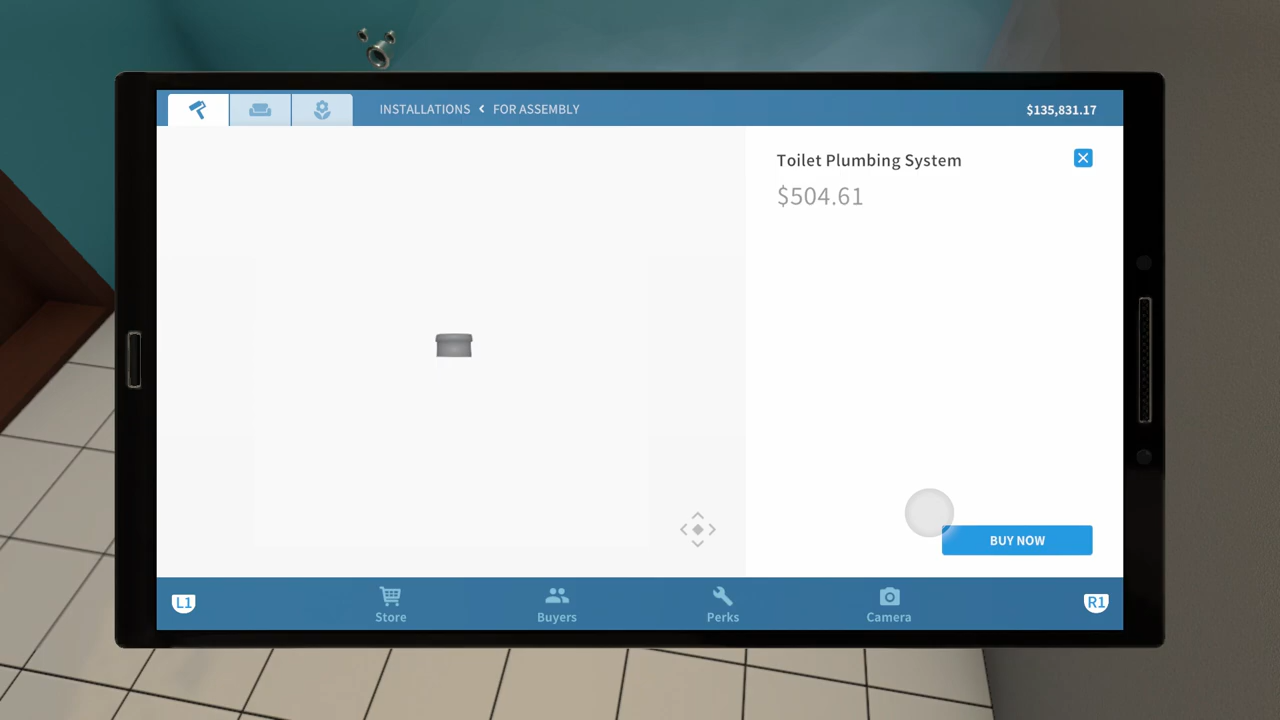 INSTALLATIONS < FOR ASSEMBLY
$135,831.17
Toilet Plumbing System
$504.61
BUY NOW
L1
Store
Buyers
Perks
Camera
R1